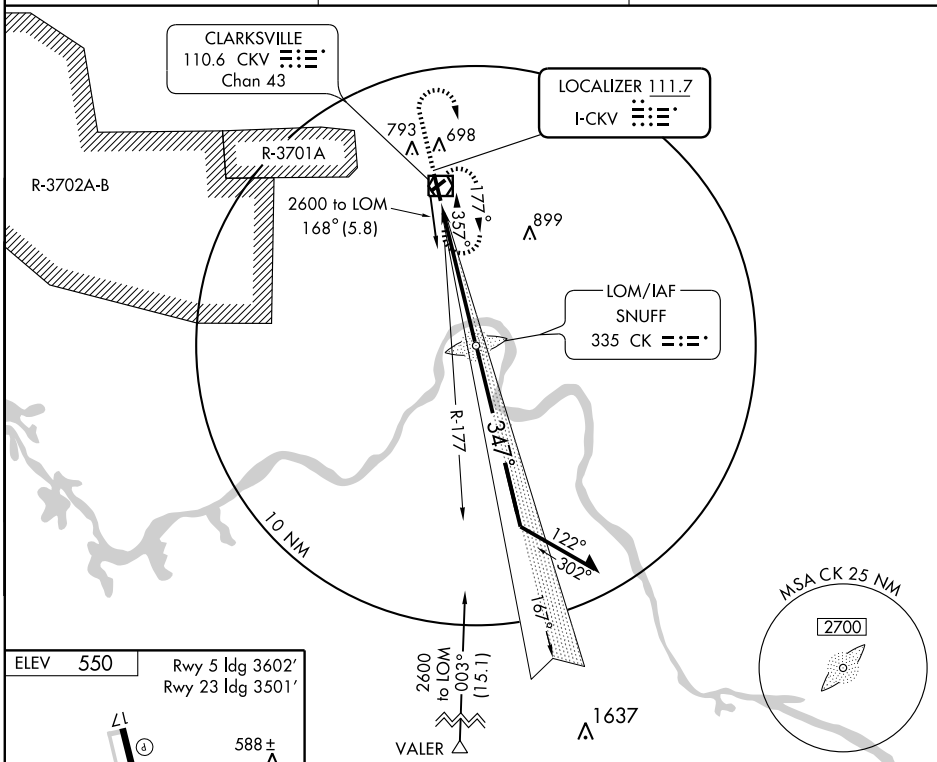 CLARKSVILLE
110.6 CKV
Chan 43
LOCALIZER 111.7
I-CKV
793
698
R-3701A
R-3702A-B
2600 to LOM
168° (5.8)
177°
357°
899
LOM/IAF
SNUFF
335 CK
R-177
347°
10 NM
122°
302°
167°
MSA CK 25 NM
2700
2600
to LOM
003°
(15.1)
VALER
1637
ELEV 550
Rwy 5 ldg 3602'
Rwy 23 ldg 3501'
17
P
588 ±